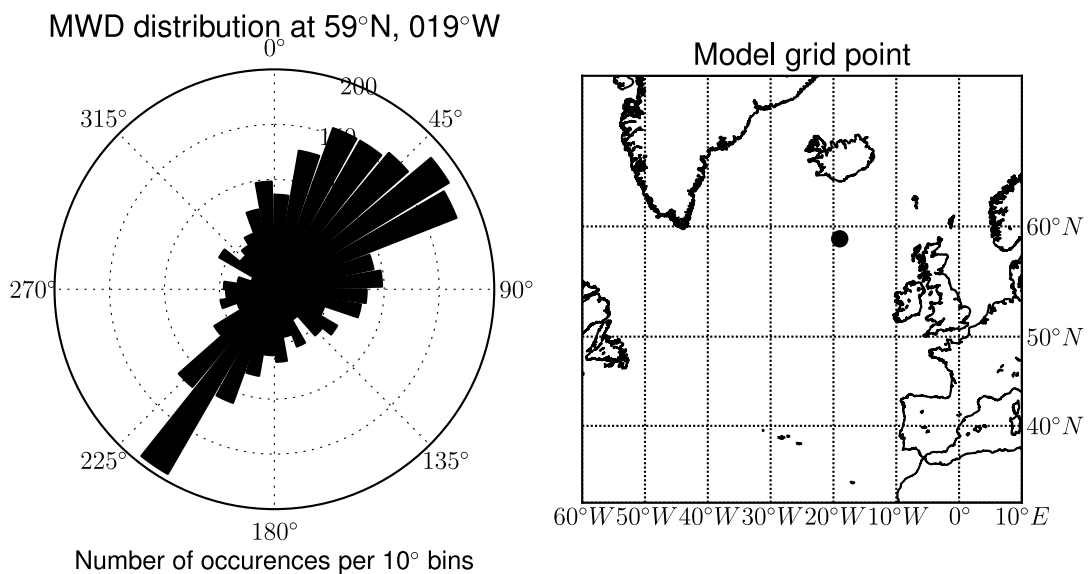 MWD distribution at 59°N, 019°W
0°
200
315°
45°
270°
90°
225°
135°
180°
Number of occurences per 10° bins
Model grid point
60°N
50°N
40°N
60°W 50°W 40°W 30°W 20°W 10°W 0° 10°E